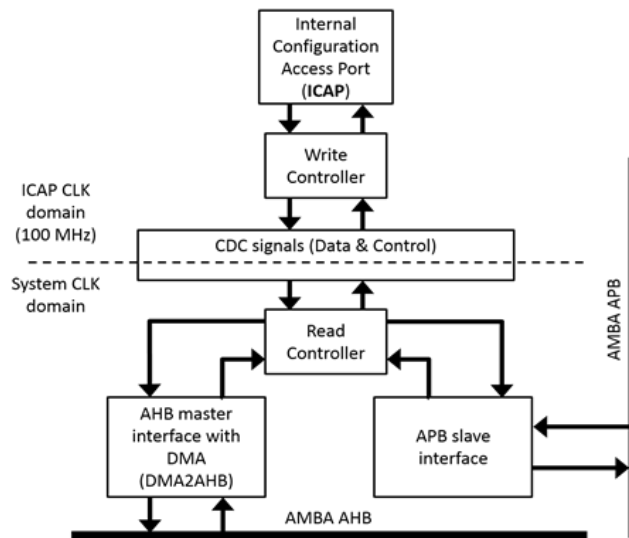 Internal
Configuration
Access Port
(ICAP)
Write
Controller
ICAP CLK
domain
(100 MHz)
CDC signals (Data & Control)
System CLK
domain
Read
Controller
AMBA APB
AHB master
interface with
DMA
(DMA2AHB)
APB slave
interface
AMBA AHB